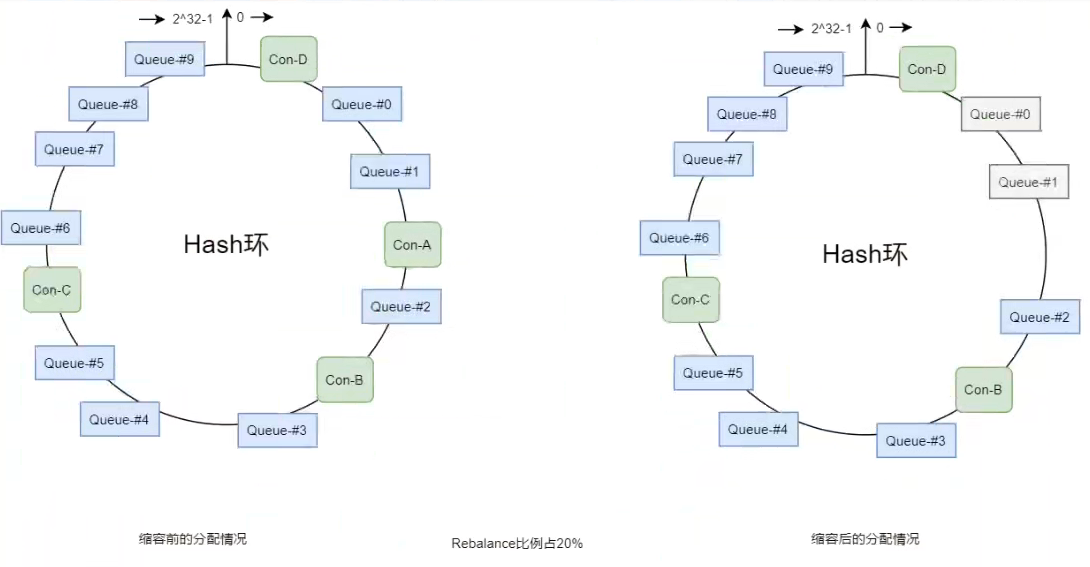 2^32-1
0
Queue-#9
Con-D
Queue-#8
Queue-#0
Queue-#7
Queue-#1
Queue-#6
Hash环
Con-A
Con-C
Queue-#2
Queue-#5
Con-B
Queue-#4
Queue-#3
缩容前的分配情况
Rebalance比例占20%
2^32-1
0
Queue-#9
Con-D
Queue-#8
Queue-#0
Queue-#7
Queue-#1
Queue-#6
Hash环
Con-C
Queue-#2
Queue-#5
Con-B
Queue-#4
Queue-#3
缩容后的分配情况